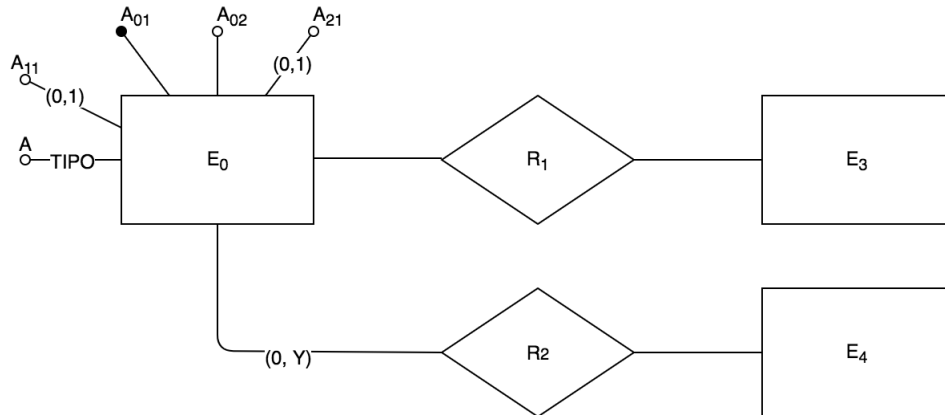 A01 A02 A21
A11 (0,1)
(0,1)
A TIPO E0 R1 E3
(0, Y) R2 E4